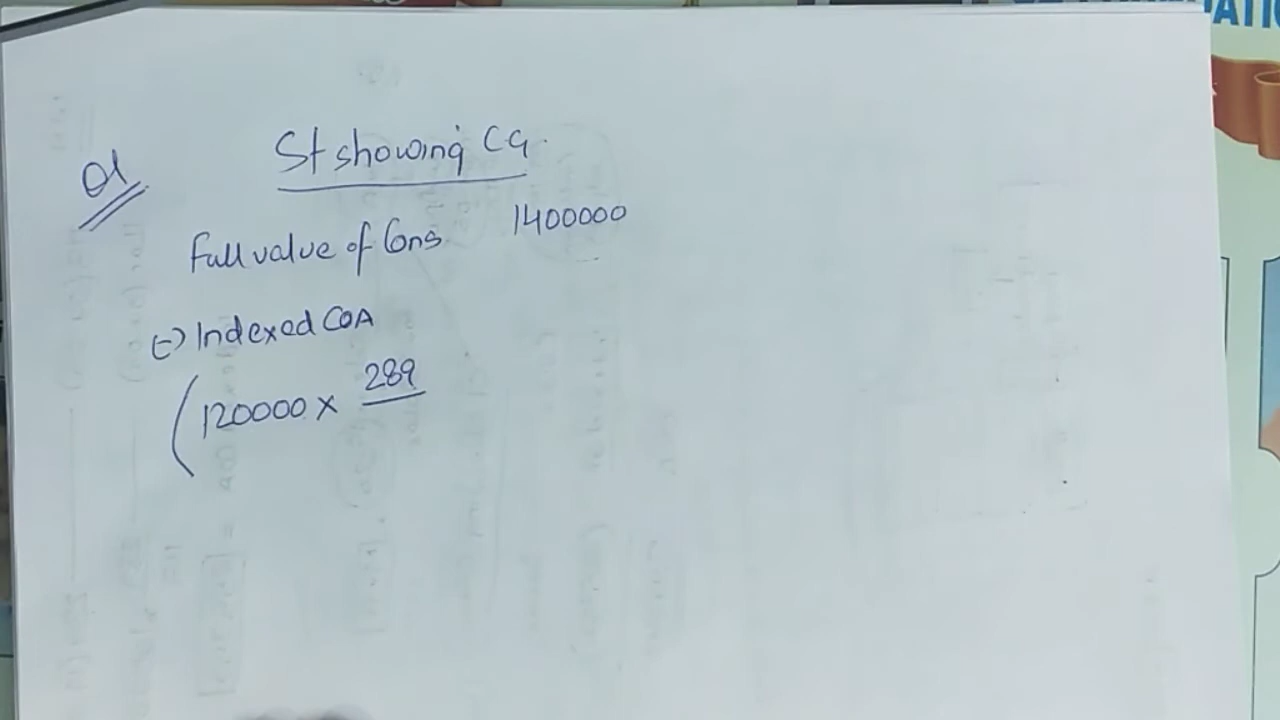 Q1
St showing CG.
Full value of Cons 1400000
(-) Indexed COA
(120000 × 289